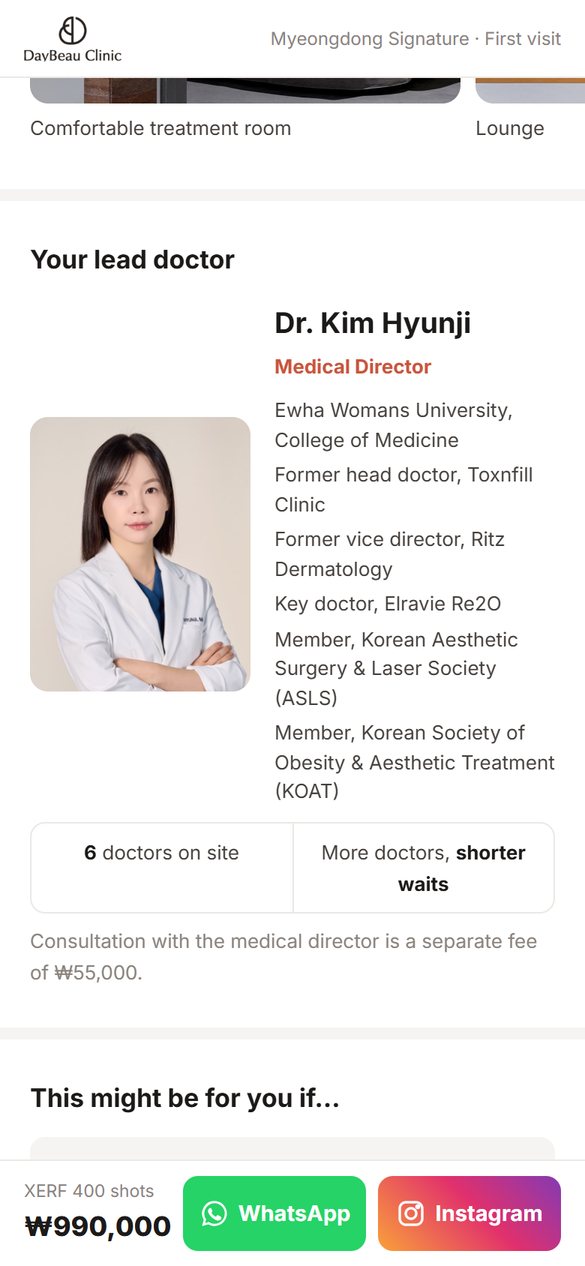 DayBeau Clinic
Myeongdong Signature · First visit
Comfortable treatment room
Lounge
Your lead doctor
Dr. Kim Hyunji
Medical Director
Ewha Womans University,
College of Medicine
Former head doctor, Toxnfill
Clinic
Former vice director, Ritz
Dermatology
Key doctor, Elravie Re2O
Member, Korean Aesthetic
Surgery & Laser Society
(ASLS)
Member, Korean Society of
Obesity & Aesthetic Treatment
(KOAT)
6 doctors on site
More doctors, shorter
waits
Consultation with the medical director is a separate fee
of ₩55,000.
This might be for you if...
XERF 400 shots
₩990,000
WhatsApp
Instagram